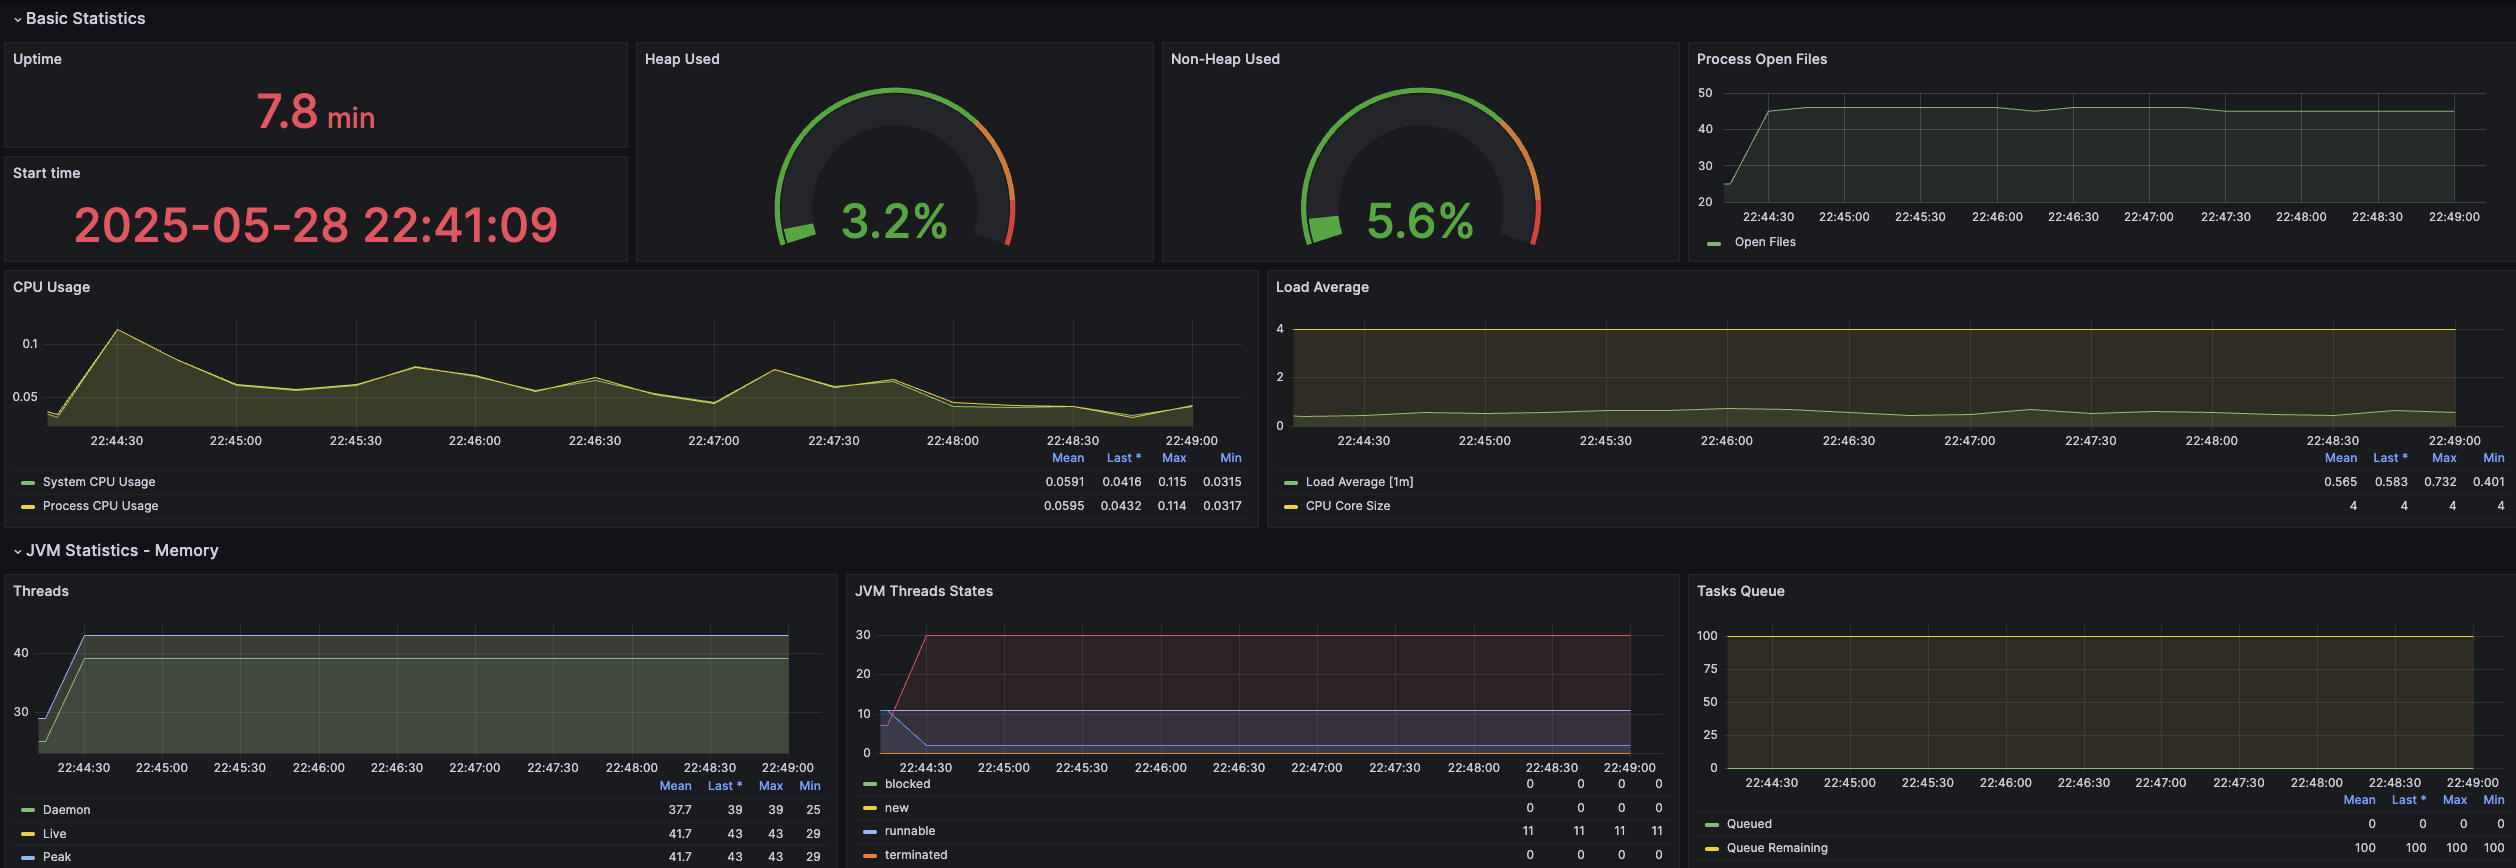 Basic Statistics
Uptime
7.8 min
Start time
2025-05-28 22:41:09
Heap Used
3.2%
Non-Heap Used
5.6%
Process Open Files
50
40
30
20
22:44:30 22:45:00 22:45:30 22:46:00 22:46:30 22:47:00 22:47:30 22:48:00 22:48:30 22:49:00
Open Files
CPU Usage
0.1
0.05
22:44:30 22:45:00 22:45:30 22:46:00 22:46:30 22:47:00 22:47:30 22:48:00 22:48:30 22:49:00
Mean Last * Max Min
System CPU Usage 0.0591 0.0416 0.115 0.0315
Process CPU Usage 0.0595 0.0432 0.114 0.0317
Load Average
4
2
0
22:44:30 22:45:00 22:45:30 22:46:00 22:46:30 22:47:00 22:47:30 22:48:00 22:48:30 22:49:00
Mean Last * Max Min
Load Average [1m] 0.565 0.583 0.732 0.401
CPU Core Size 4 4 4 4
JVM Statistics - Memory
Threads
40
30
22:44:30 22:45:00 22:45:30 22:46:00 22:46:30 22:47:00 22:47:30 22:48:00 22:48:30 22:49:00
Mean Last * Max Min
Daemon 37.7 39 39 25
Live 41.7 43 43 29
Peak 41.7 43 43 29
JVM Threads States
30
20
10
0
22:44:30 22:45:00 22:45:30 22:46:00 22:46:30 22:47:00 22:47:30 22:48:00 22:48:30 22:49:00
blocked 0 0 0 0
new 0 0 0 0
runnable 11 11 11 11
terminated 0 0 0 0
Tasks Queue
100
75
50
25
0
22:44:30 22:45:00 22:45:30 22:46:00 22:46:30 22:47:00 22:47:30 22:48:00 22:48:30 22:49:00
Mean Last * Max Min
Queued 0 0 0 0
Queue Remaining 100 100 100 100